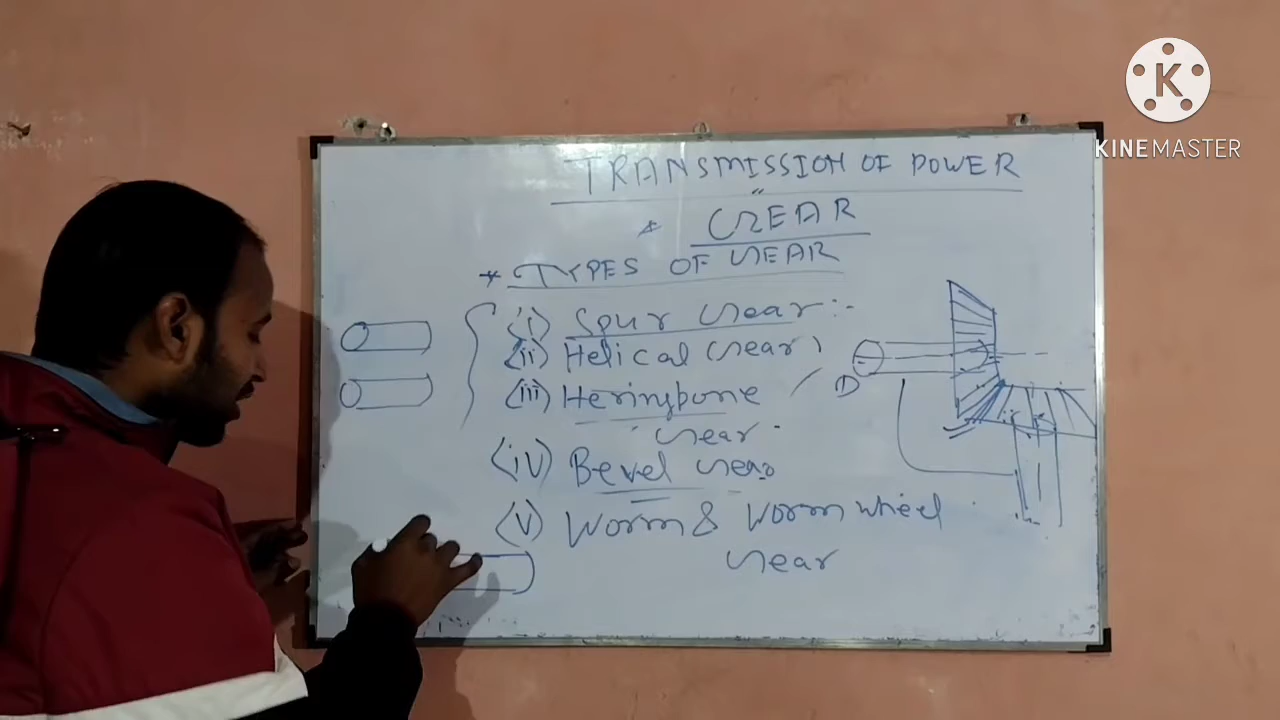 TRANSMISSION OF POWER
* GEAR
* TYPES OF GEAR
(i) Spur Gear :-
(ii) Helical Gear
(iii) Heringbone
Gear
(iv) Bevel Gear
(v) Worm & Worm wheel
Gear
D
K
KINEMASTER